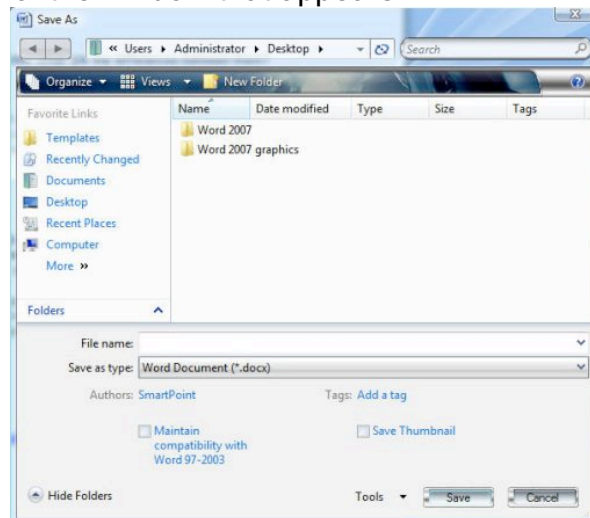 Save As
« Users ▸ Administrator ▸ Desktop ▸ Search
Organize Views New Folder
Favorite Links
Templates
Recently Changed
Documents
Desktop
Recent Places
Computer
More »
Folders
Name Date modified Type Size Tags
Word 2007
Word 2007 graphics
File name:
Save as type: Word Document (*.docx)
Authors: SmartPoint Tags: Add a tag
Maintain
compatibility with
Word 97-2003
Save Thumbnail
Hide Folders Tools Save Cancel